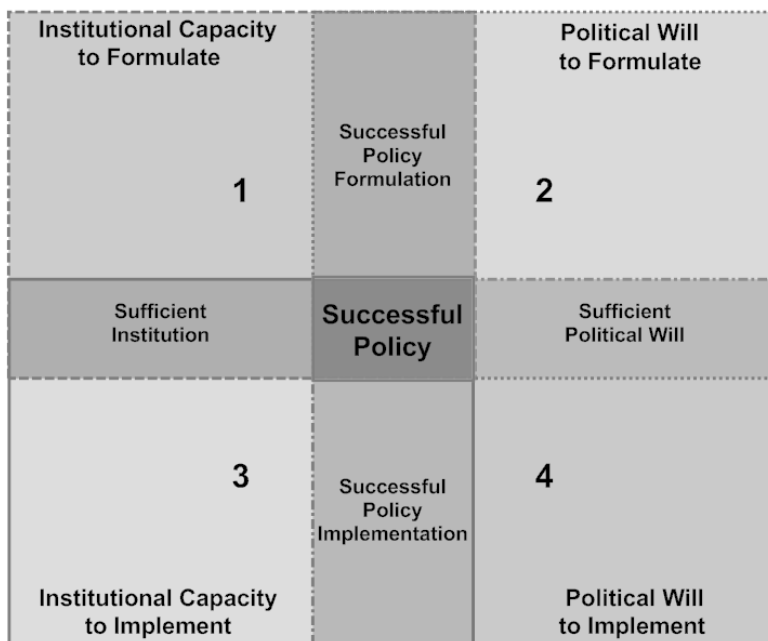 Institutional Capacity
to Formulate
Political Will
to Formulate
Successful
Policy
Formulation
1
2
Sufficient
Institution
Successful
Policy
Sufficient
Political Will
3
Successful
Policy
Implementation
4
Institutional Capacity
to Implement
Political Will
to Implement